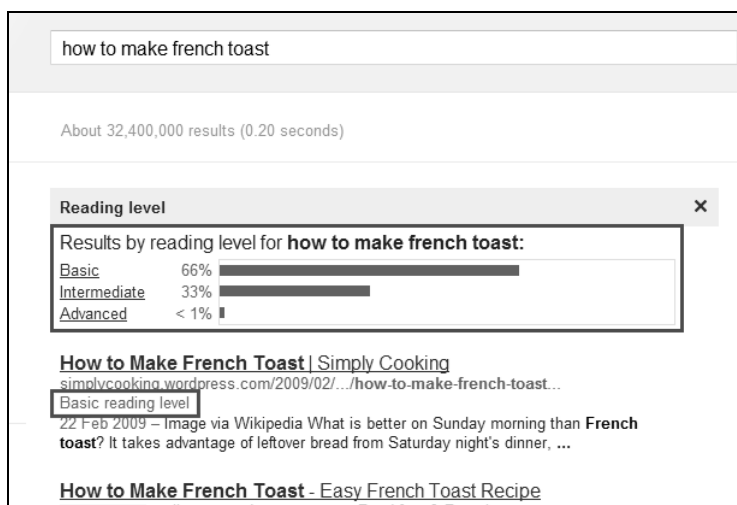 how to make french toast
About 32,400,000 results (0.20 seconds)
Reading level ×
Results by reading level for how to make french toast:
Basic 66%
Intermediate 33%
Advanced < 1%
How to Make French Toast | Simply Cooking
simplycooking.wordpress.com/2009/02/.../how-to-make-french-toast...
Basic reading level
22 Feb 2009 – Image via Wikipedia What is better on Sunday morning than French
toast? It takes advantage of leftover bread from Saturday night's dinner, ...
How to Make French Toast - Easy French Toast Recipe